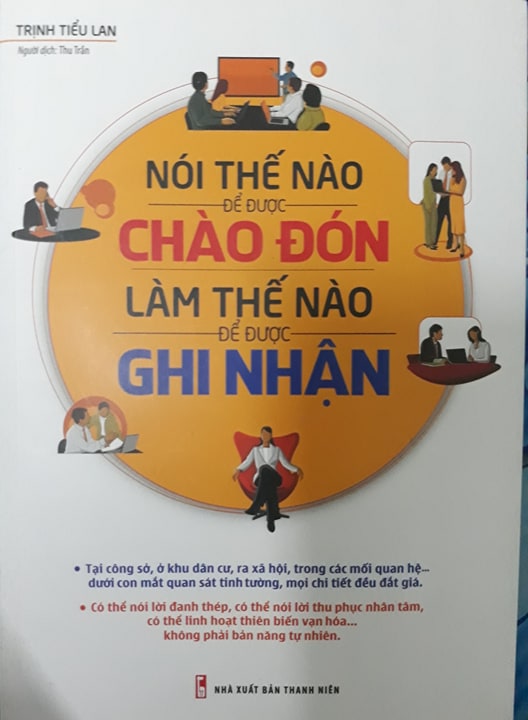 TRỊNH TIỂU LAN
Người dịch: Thu Trần
NÓI THẾ NÀO
ĐỂ ĐƯỢC
CHÀO ĐÓN
LÀM THẾ NÀO
ĐỂ ĐƯỢC
GHI NHẬN
• Tại công sở, ở khu dân cư, ra xã hội, trong các mối quan hệ...
dưới con mắt quan sát tinh tường, mọi chi tiết đều đắt giá.
• Có thể nói lời đanh thép, có thể nói lời thu phục nhân tâm,
có thể linh hoạt thiên biến vạn hóa...
không phải bản năng tự nhiên.
NHÀ XUẤT BẢN THANH NIÊN